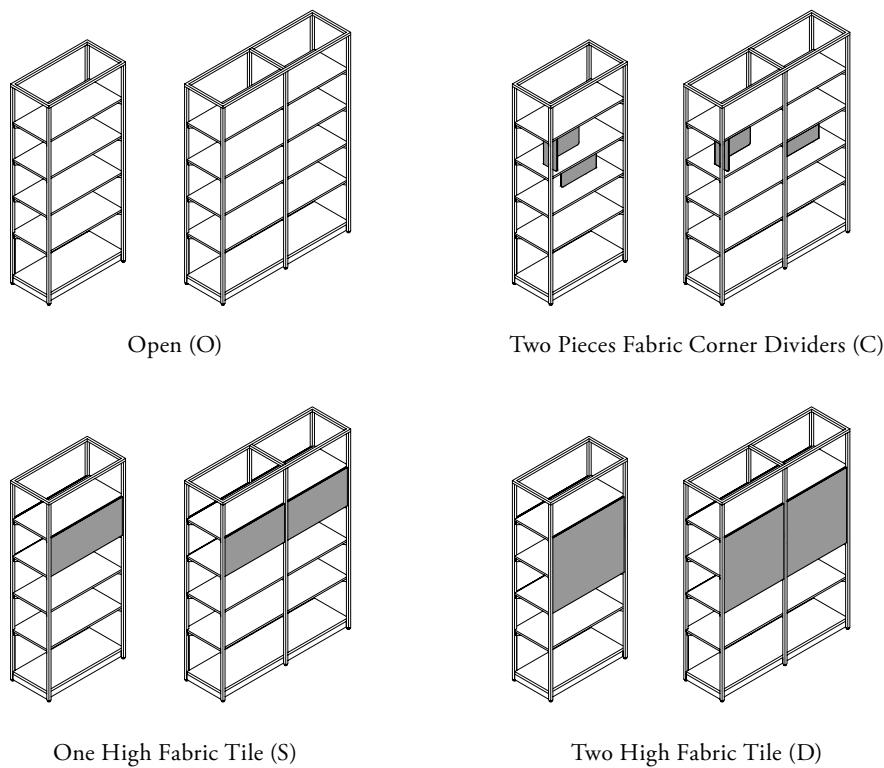 Open (O)
Two Pieces Fabric Corner Dividers (C)
One High Fabric Tile (S)
Two High Fabric Tile (D)